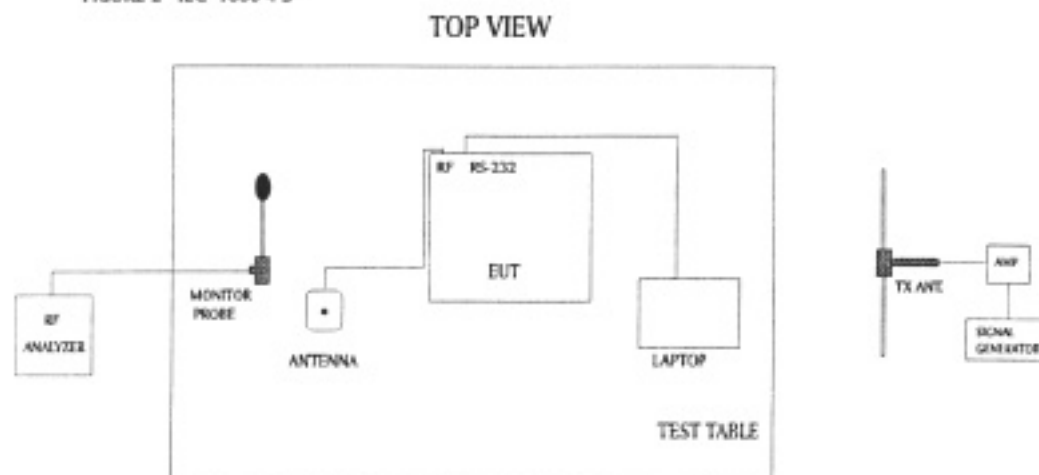 TOP VIEW
RF RS-232
EUT
MONITOR
PROBE
ANTENNA
RF
ANALYZER
LAPTOP
TEST TABLE
TX ANT.
AMP
SIGNAL
GENERATOR